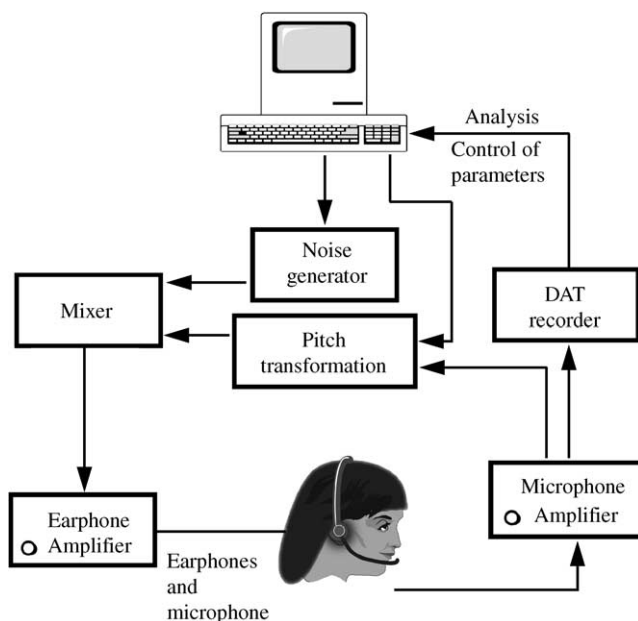 Analysis
Control of
parameters
Noise
generator
Mixer
Pitch
transformation
DAT
recorder
Earphone
Amplifier
Earphones
and
microphone
Microphone
Amplifier